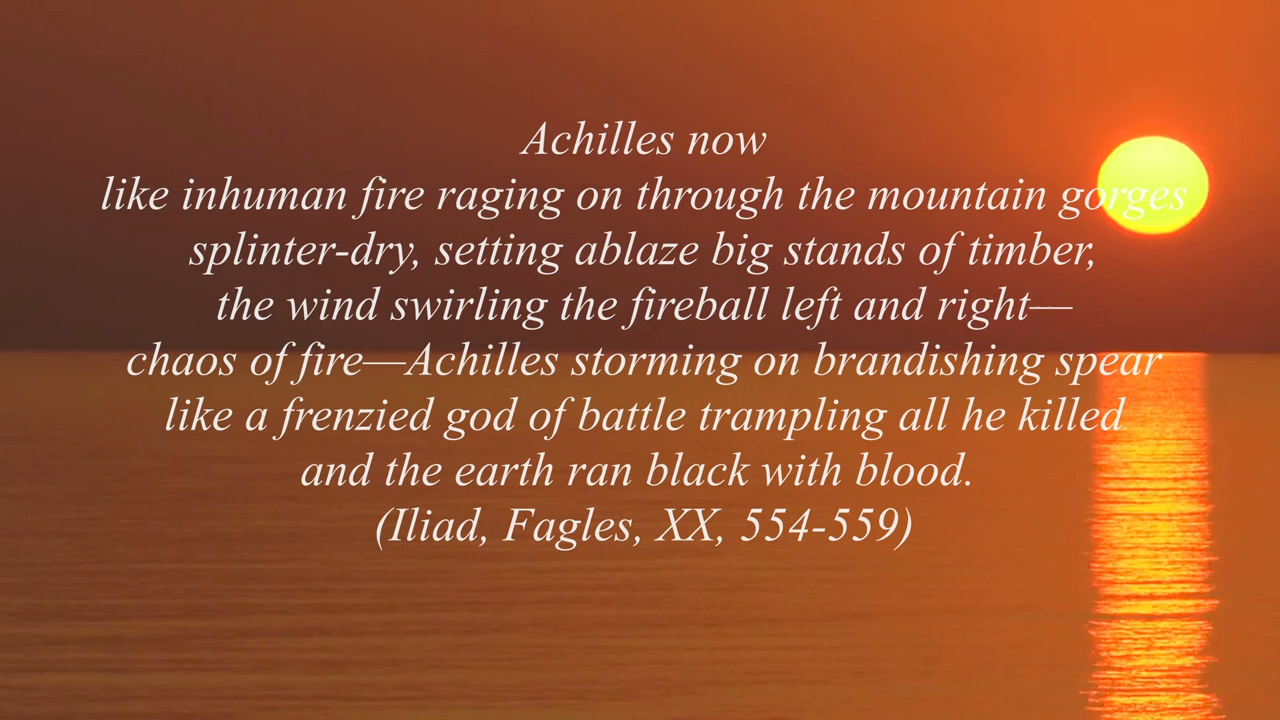 Achilles now
like inhuman fire raging on through the mountain gorges
splinter-dry, setting ablaze big stands of timber,
the wind swirling the fireball left and right—
chaos of fire—Achilles storming on brandishing spear
like a frenzied god of battle trampling all he killed
and the earth ran black with blood.
(Iliad, Fagles, XX, 554-559)